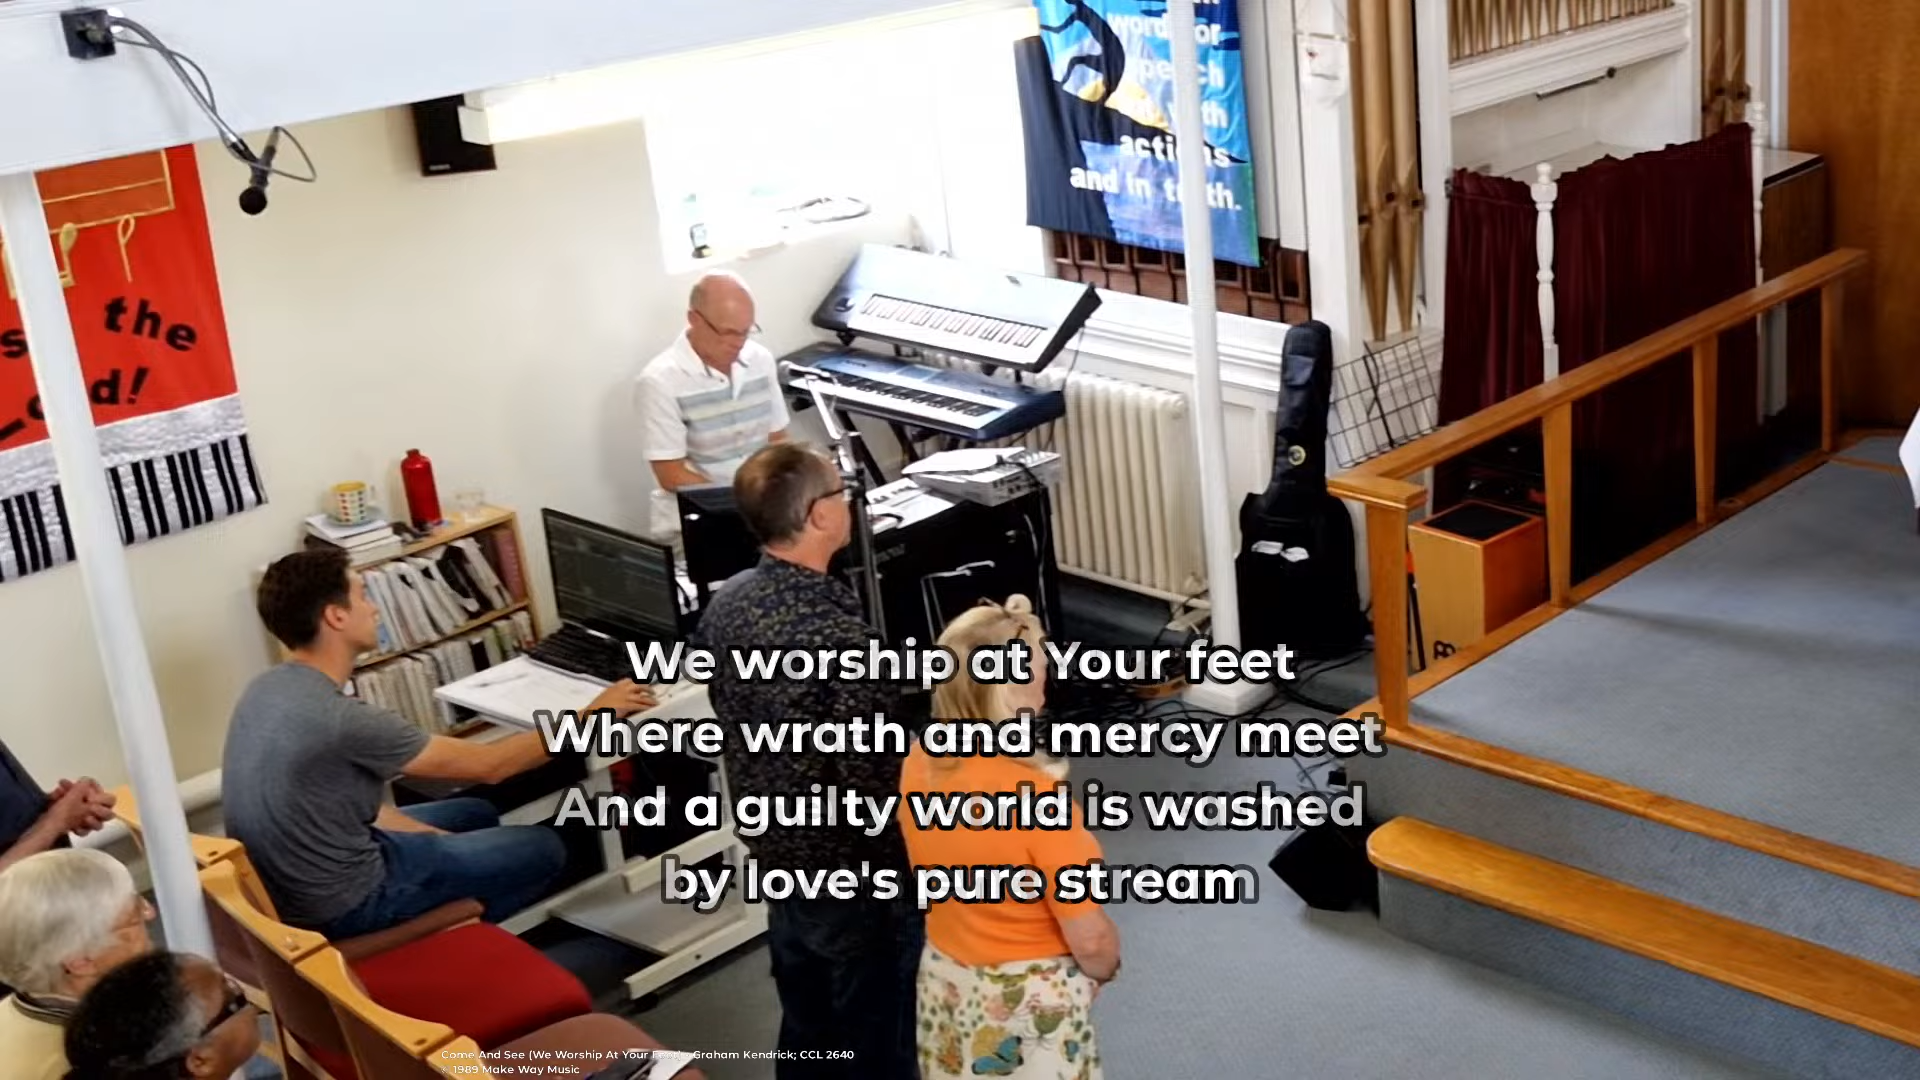 word or
actions
and in truth.
the
We worship at Your feet
Where wrath and mercy meet
And a guilty world is washed
by love's pure stream
Come And See (We Worship At Your Feet) - Graham Kendrick; CCL 2640
© 1989 Make Way Music